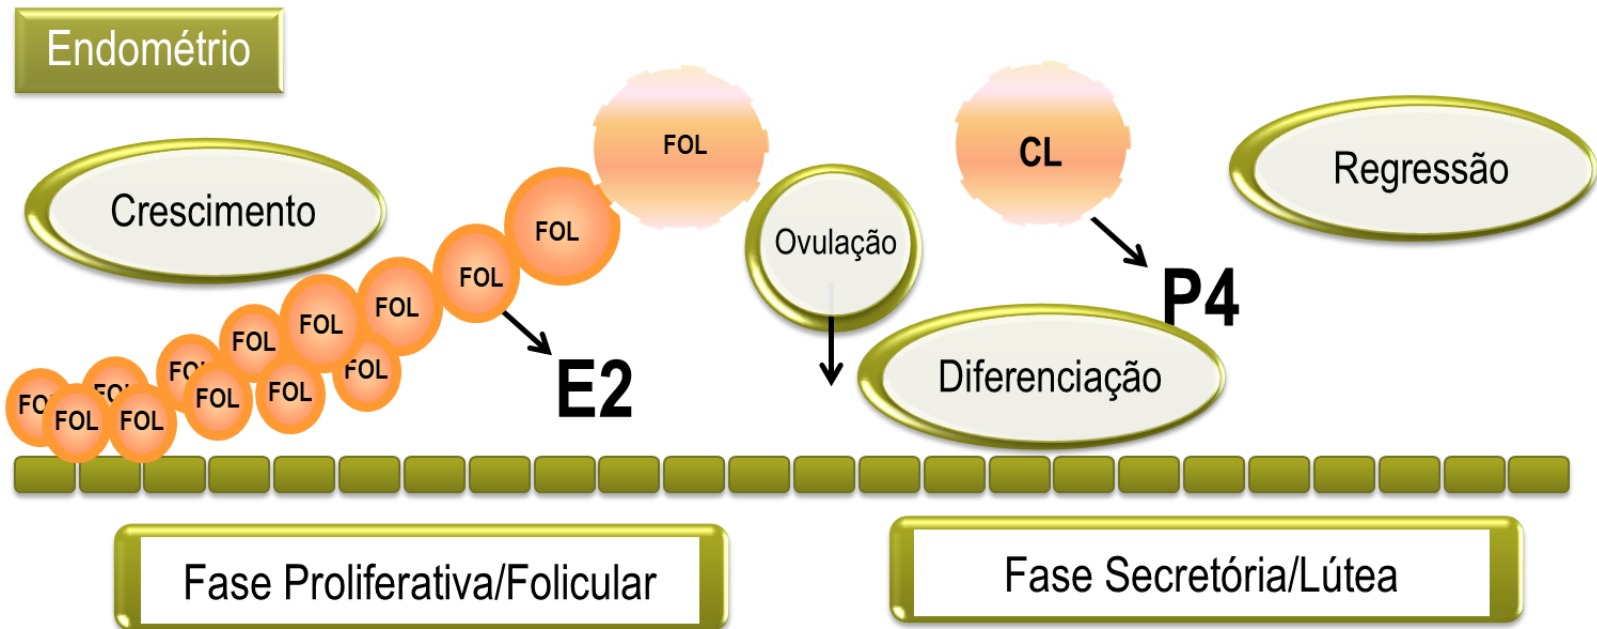 Endométrio
Crescimento
FOL
FOL
FOL
FOL
FOL
FOL
FOL
FOL
FOL
FOL
FOL
FOL
E2
Ovulação
CL
P4
Diferenciação
Regressão
Fase Proliferativa/Folicular
Fase Secretória/Lútea